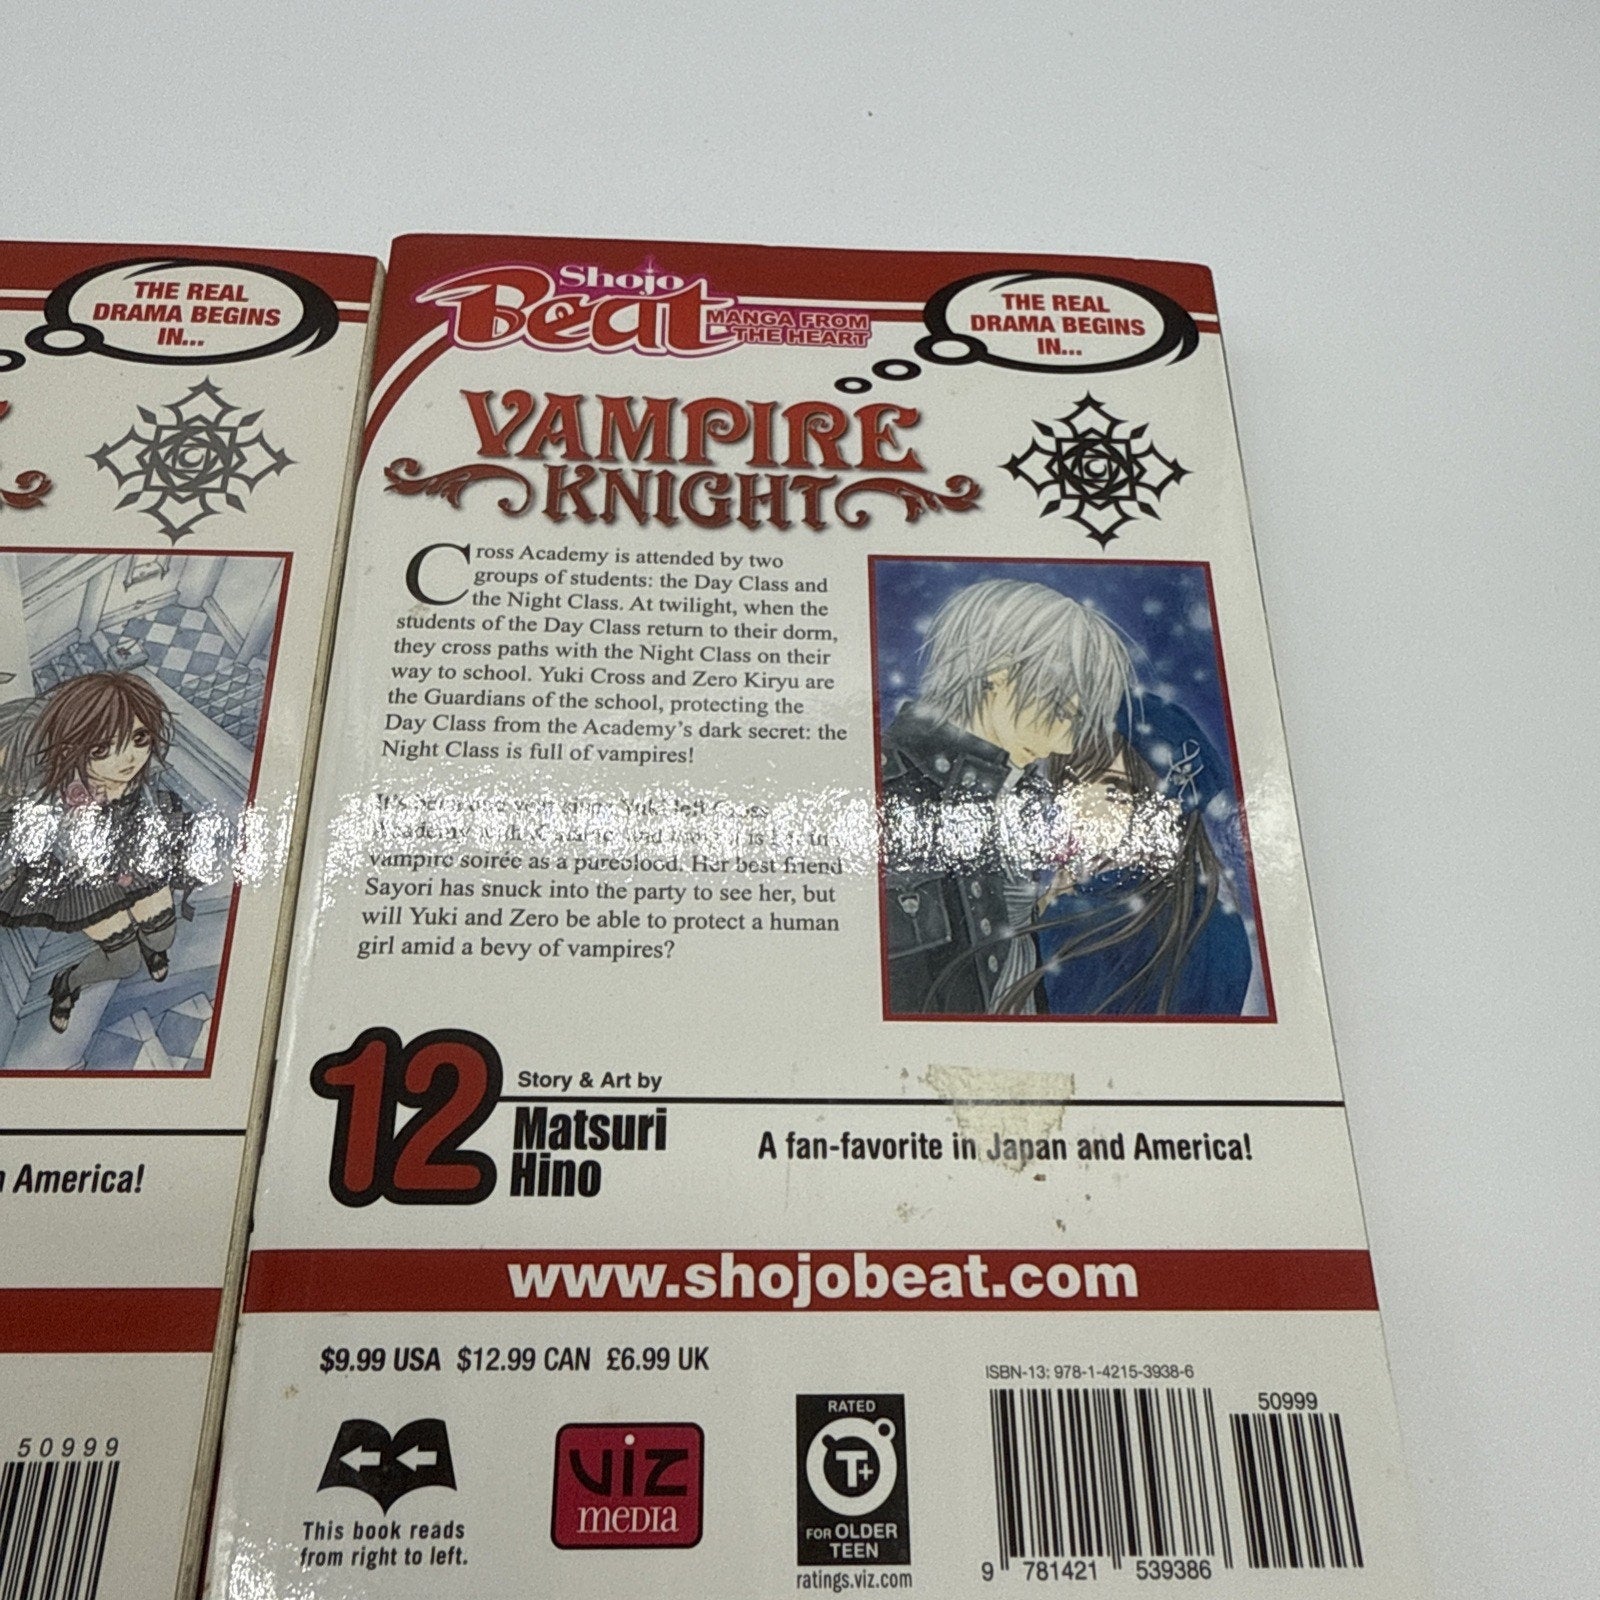 THE REAL
DRAMA BEGINS
IN...
America!
50999
Shojo
Beat
MANGA FROM
THE HEART
THE REAL
DRAMA BEGINS
IN...
VAMPIRE
KNIGHT
Cross Academy is attended by two
groups of students: the Day Class and
the Night Class. At twilight, when the
students of the Day Class return to their dorm,
they cross paths with the Night Class on their
way to school. Yuki Cross and Zero Kiryu are
the Guardians of the school, protecting the
Day Class from the Academy's dark secret: the
Night Class is full of vampires!
It's been Yuki left Cross
Academy with
vampire soirée as a pureblood. Her best friend
Sayori has snuck into the party to see her, but
will Yuki and Zero be able to protect a human
girl amid a bevy of vampires?
12
Story & Art by
Matsuri
Hino
A fan-favorite in Japan and America!
www.shojobeat.com
$9.99 USA $12.99 CAN £6.99 UK
This book reads
from right to left.
VIZ
MEDIA
RATED
T+
FOR OLDER
TEEN
ratings.viz.com
ISBN-13: 978-1-4215-3938-6
50999
9 781421 539386